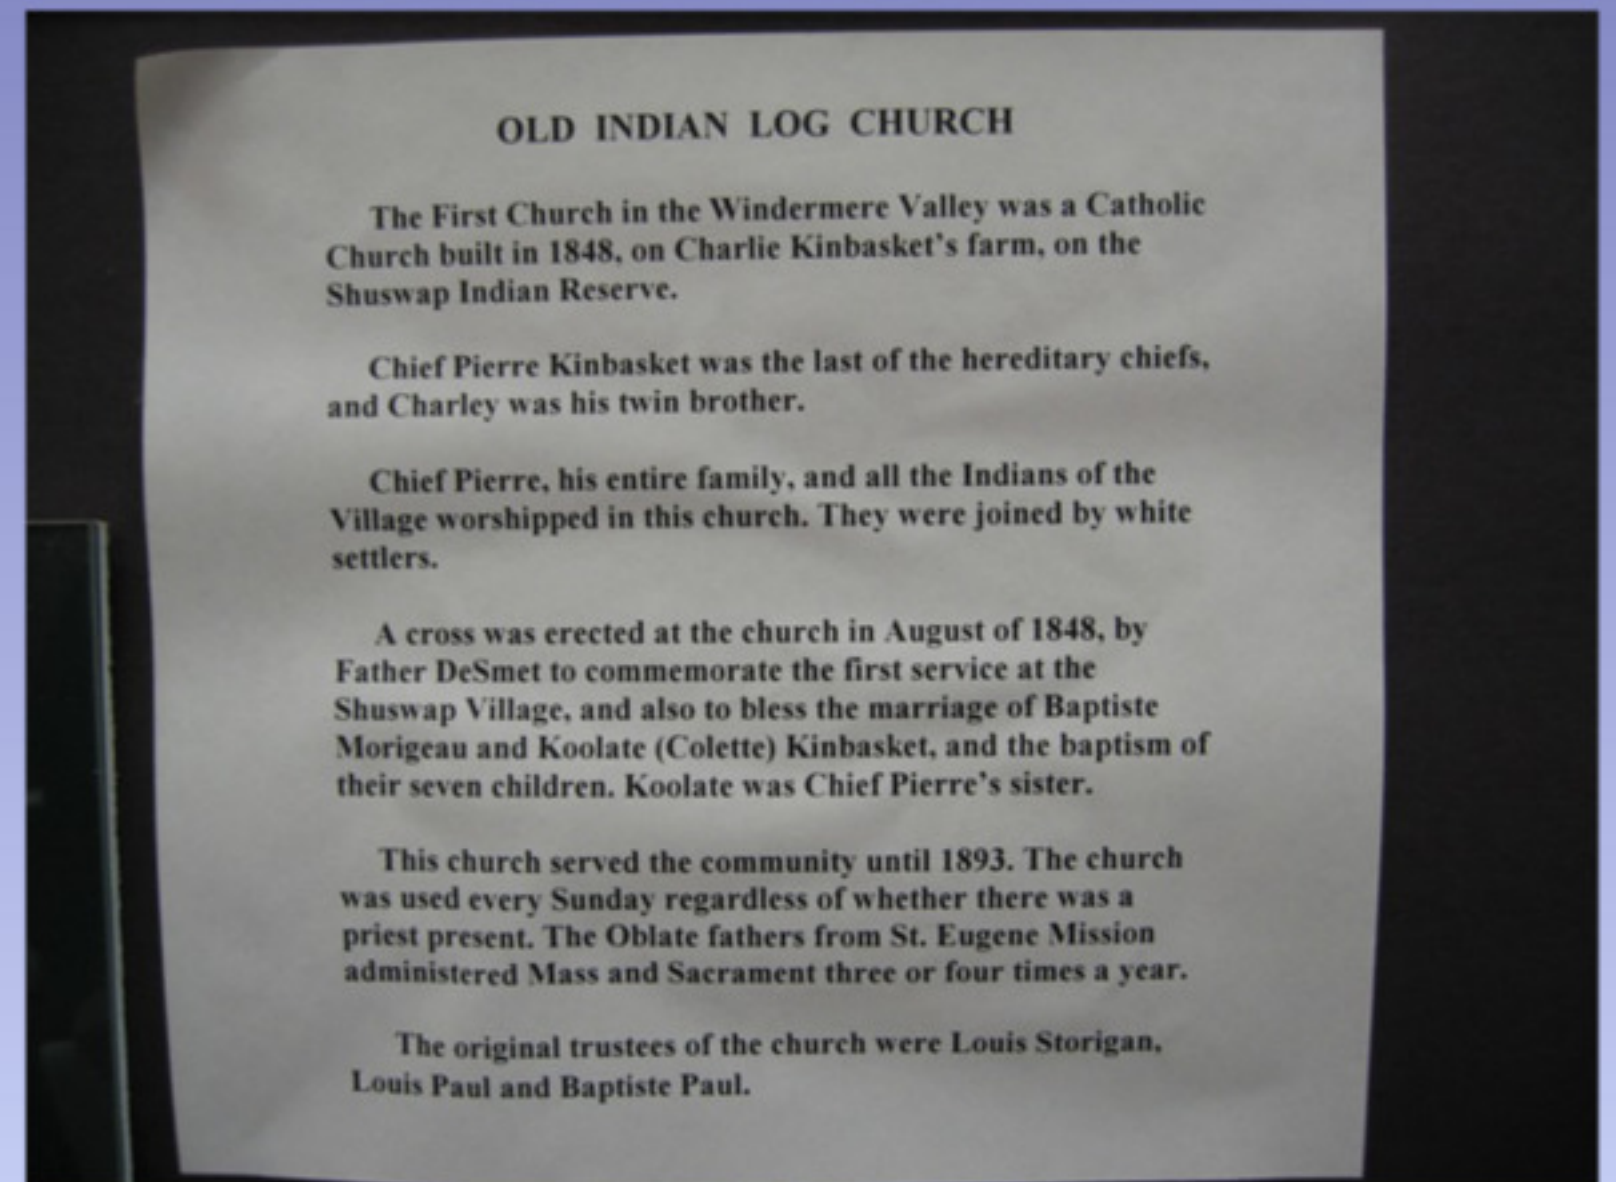 OLD INDIAN LOG CHURCH
The First Church in the Windermere Valley was a Catholic
Church built in 1848, on Charlie Kinbasket's farm, on the
Shuswap Indian Reserve.
Chief Pierre Kinbasket was the last of the hereditary chiefs,
and Charley was his twin brother.
Chief Pierre, his entire family, and all the Indians of the
Village worshipped in this church. They were joined by white
settlers.
A cross was erected at the church in August of 1848, by
Father DeSmet to commemorate the first service at the
Shuswap Village, and also to bless the marriage of Baptiste
Morigeau and Koolate (Colette) Kinbasket, and the baptism of
their seven children. Koolate was Chief Pierre's sister.
This church served the community until 1893. The church
was used every Sunday regardless of whether there was a
priest present. The Oblate fathers from St. Eugene Mission
administered Mass and Sacrament three or four times a year.
The original trustees of the church were Louis Storigan,
Louis Paul and Baptiste Paul.